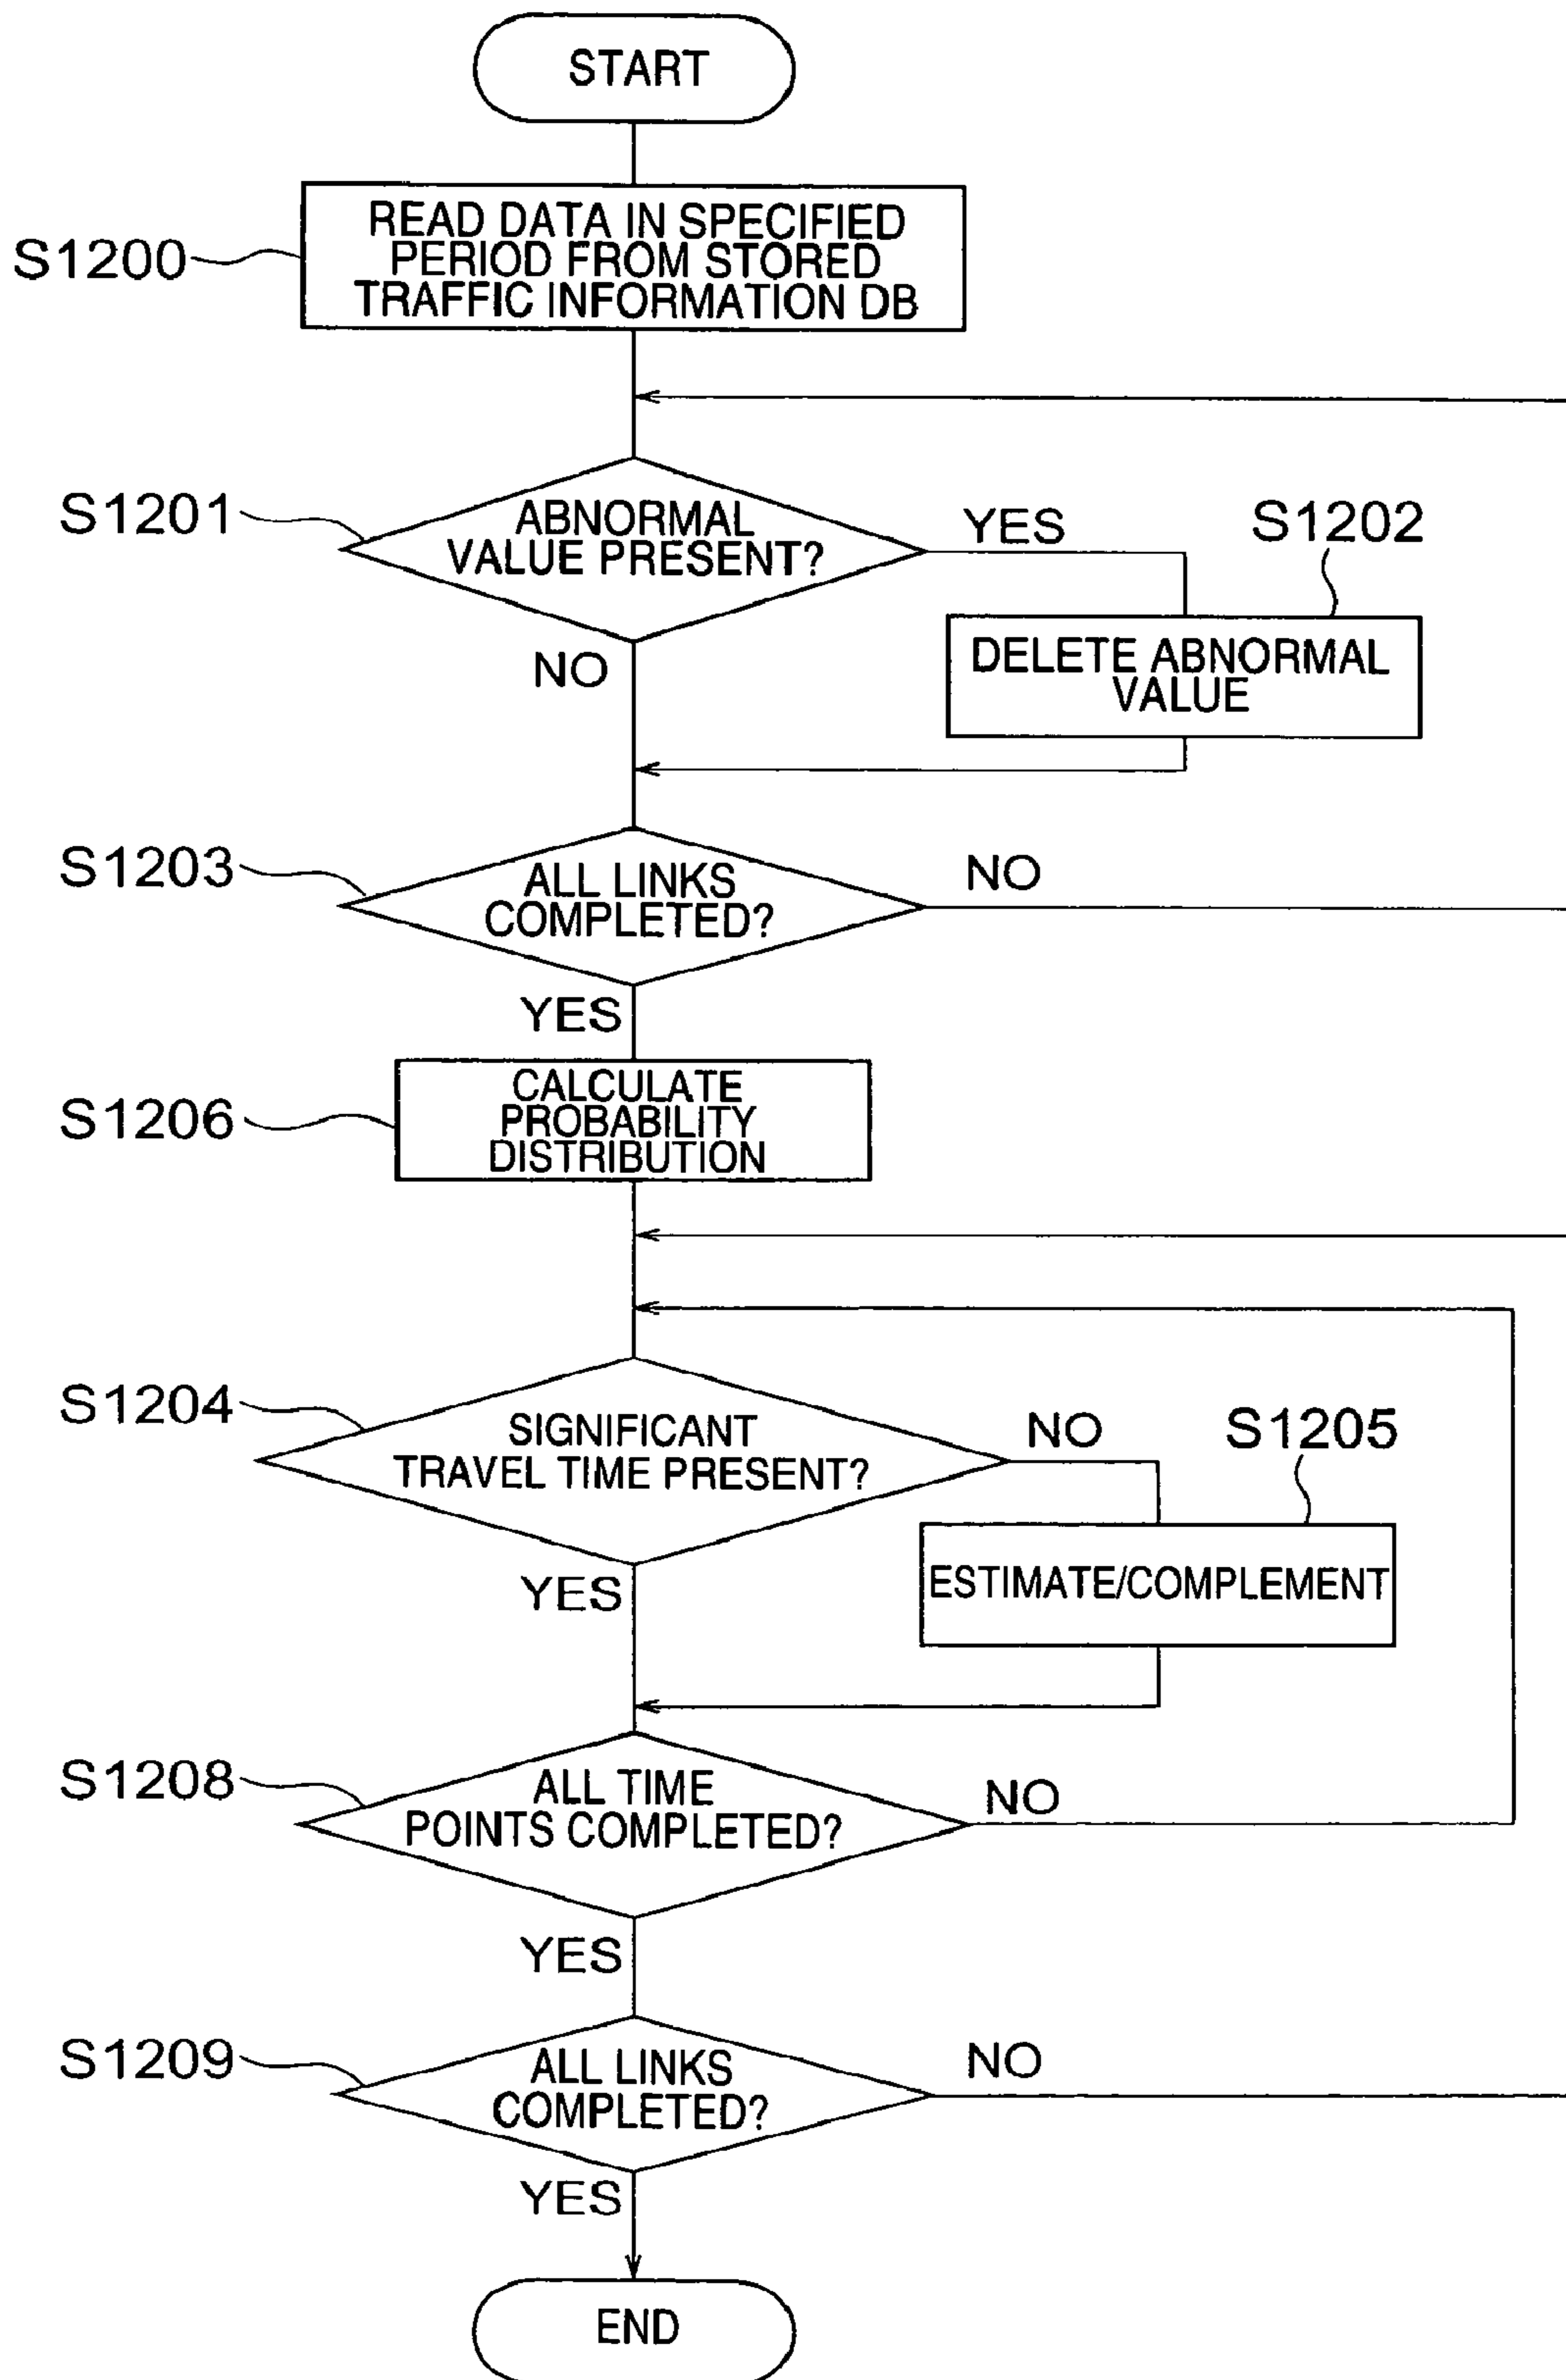 START
READ DATA IN SPECIFIED
PERIOD FROM STORED
TRAFFIC INFORMATION DB
S1200
S1201
ABNORMAL
VALUE PRESENT?
YES
S1202
DELETE ABNORMAL
VALUE
NO
S1203
ALL LINKS
COMPLETED?
NO
YES
S1206
CALCULATE
PROBABILITY
DISTRIBUTION
S1204
SIGNIFICANT
TRAVEL TIME PRESENT?
NO
S1205
ESTIMATE/COMPLEMENT
YES
S1208
ALL TIME
POINTS COMPLETED?
NO
YES
S1209
ALL LINKS
COMPLETED?
NO
YES
END